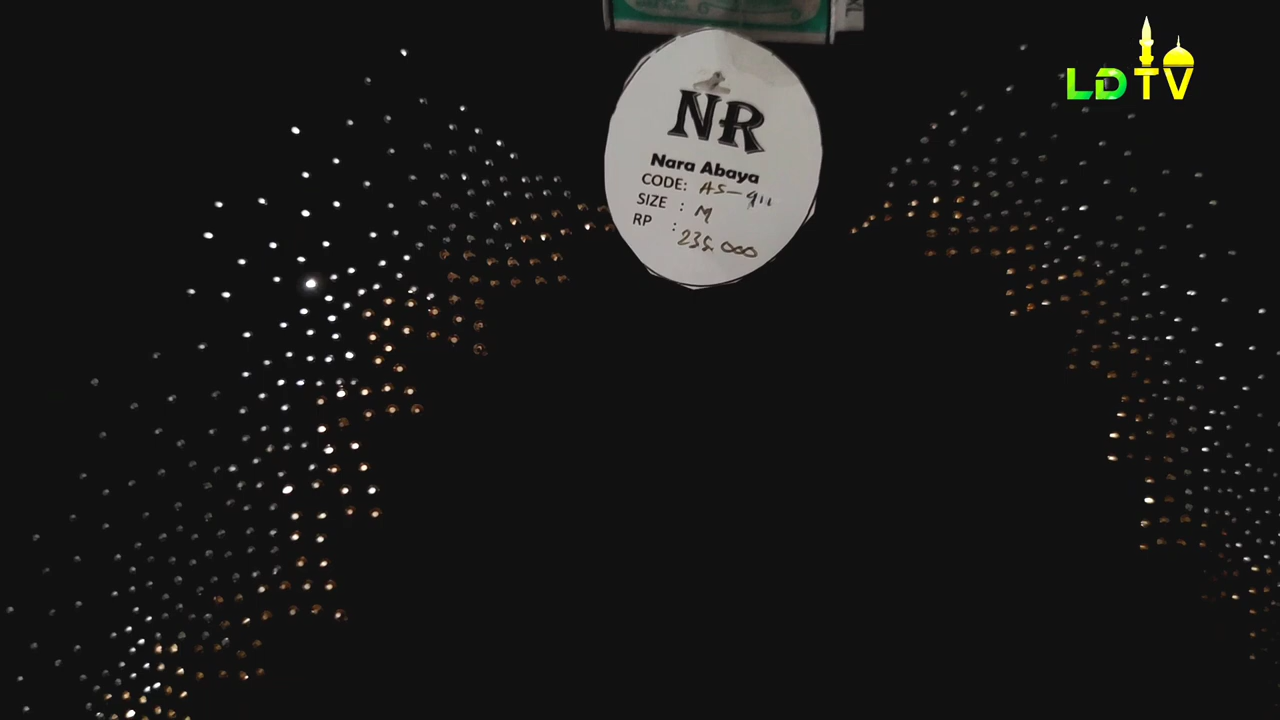 LDTV
NR
Nara Abaya
CODE: AS-911
SIZE : M
RP : 235.000